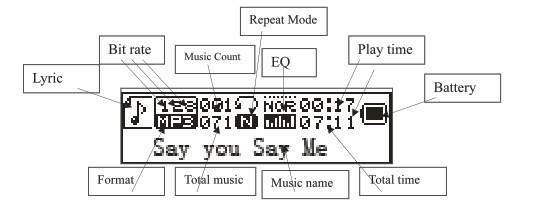 Repeat Mode
Bit rate
Music Count
EQ
Play time
Lyric
Battery
128 001 NOR 00:17
MP3 071 N 07:11
Say you Say Me
Format
Total music
Music name
Total time